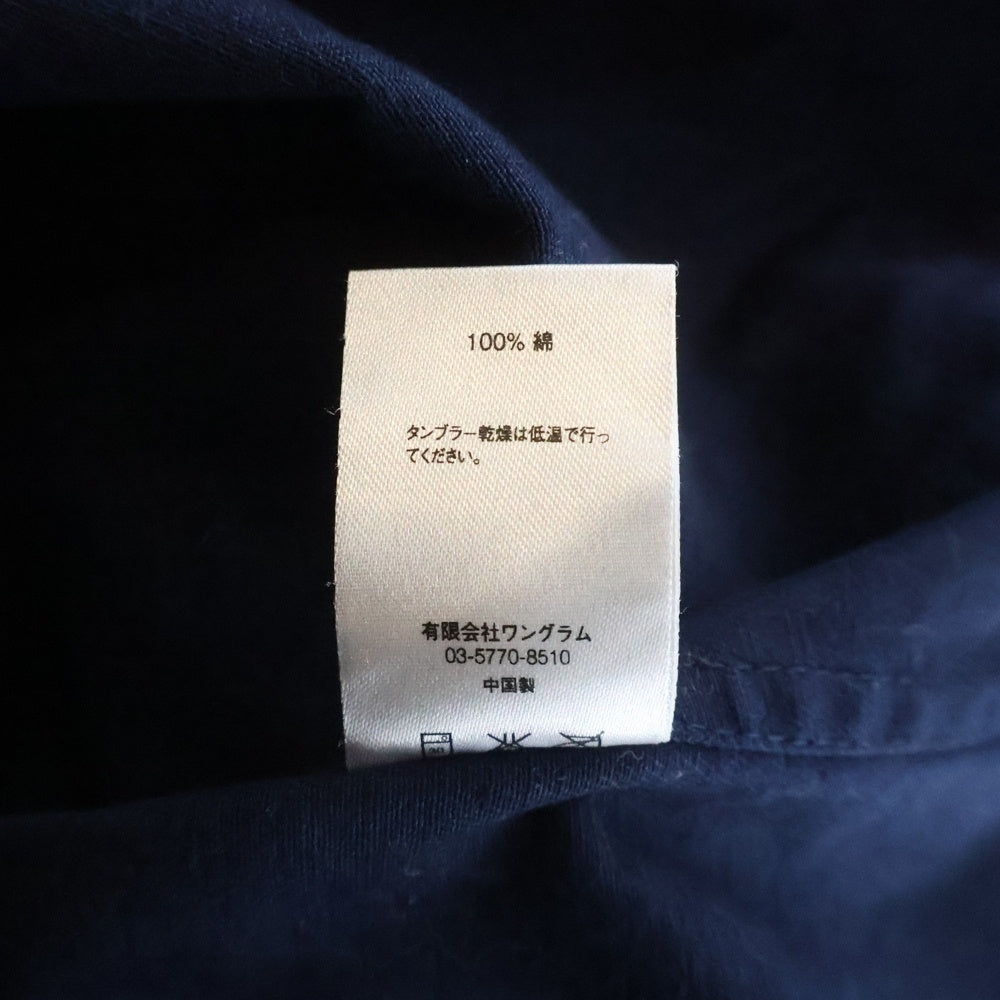 100% 綿
タンブラー乾燥は低温で行っ
てください。
有限会社ワングラム
03-5770-8510
中国製